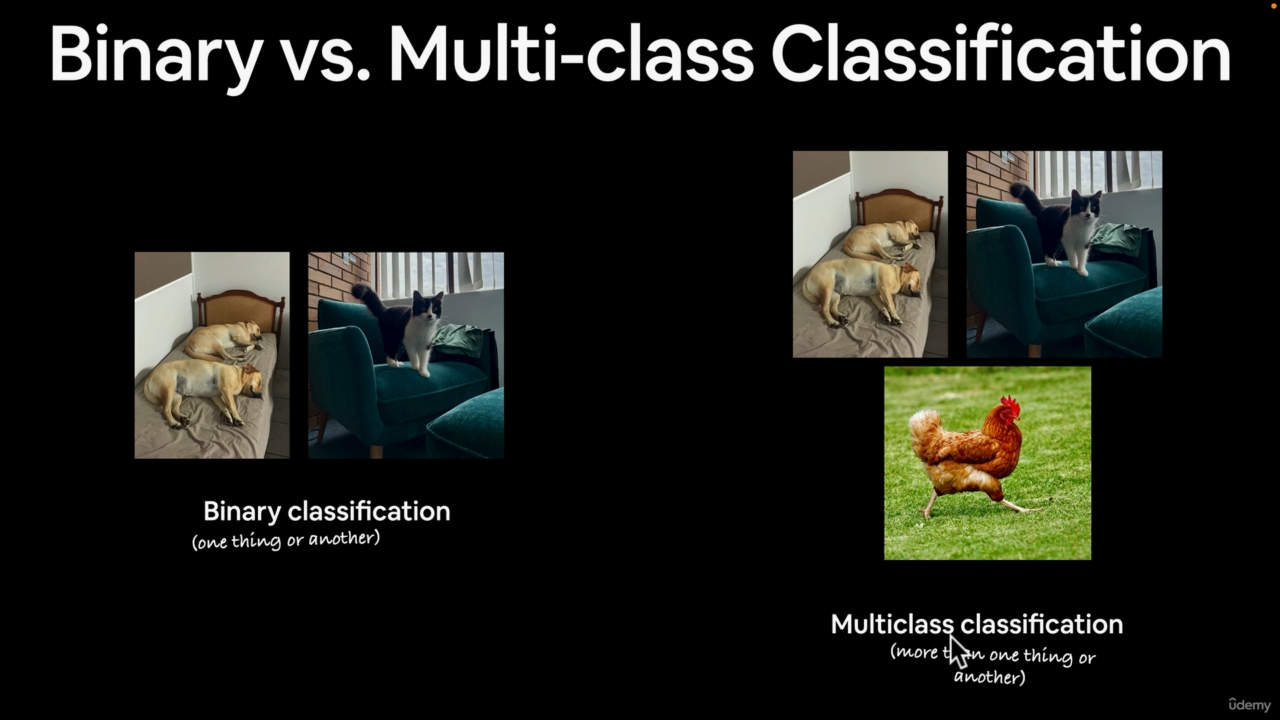 Binary vs. Multi-class Classification
Binary classification
(one thing or another)
Multiclass classification
(more than one thing or
another)
ûdemy